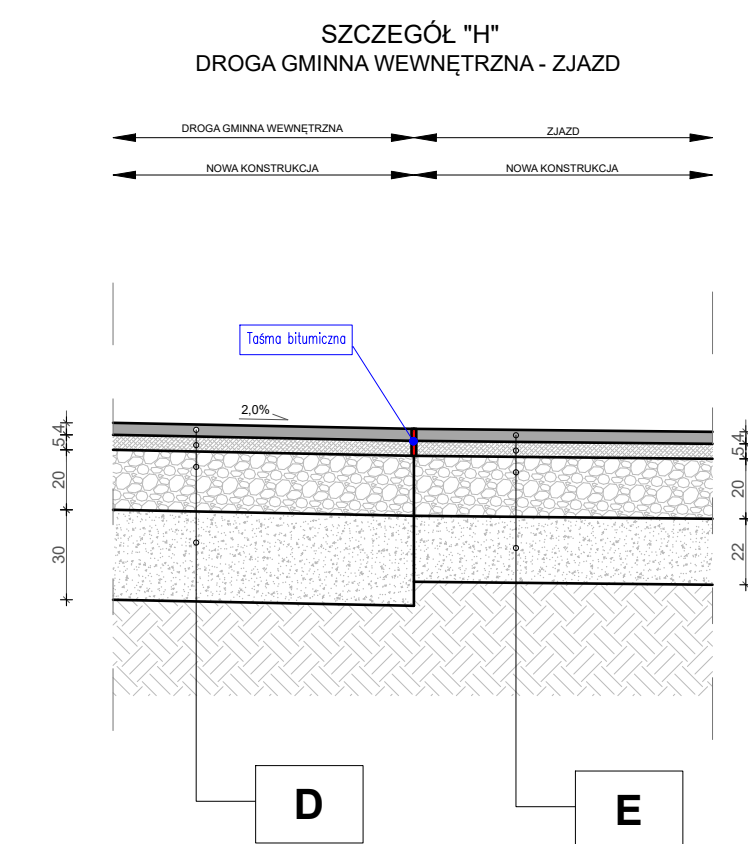 SZCZEGÓŁ "H"
DROGA GMINNA WEWNĘTRZNA - ZJAZD
DROGA GMINNA WEWNĘTRZNA
ZJAZD
NOWA KONSTRUKCJA
NOWA KONSTRUKCJA
Taśma bitumiczna
2,0%
4
5
20
30
4
5
20
22
D
E